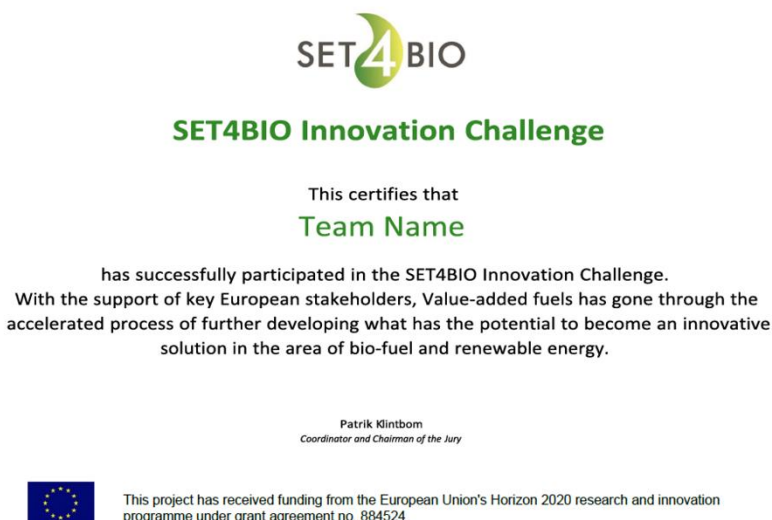 SET4BIO
SET4BIO Innovation Challenge
This certifies that
Team Name
has successfully participated in the SET4BIO Innovation Challenge.
With the support of key European stakeholders, Value-added fuels has gone through the
accelerated process of further developing what has the potential to become an innovative
solution in the area of bio-fuel and renewable energy.
Patrik Klintbom
Coordinator and Chairman of the Jury
This project has received funding from the European Union's Horizon 2020 research and innovation
programme under grant agreement no 884524